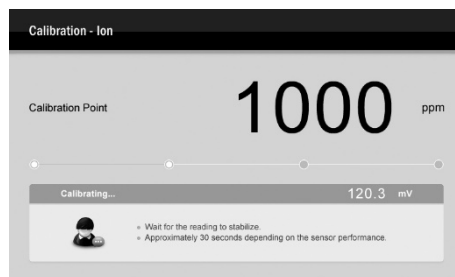 Calibration - Ion
Calibration Point 1000 ppm
Calibrating... 120.3 mV
Wait for the reading to stabilize.
Approximately 30 seconds depending on the sensor performance.